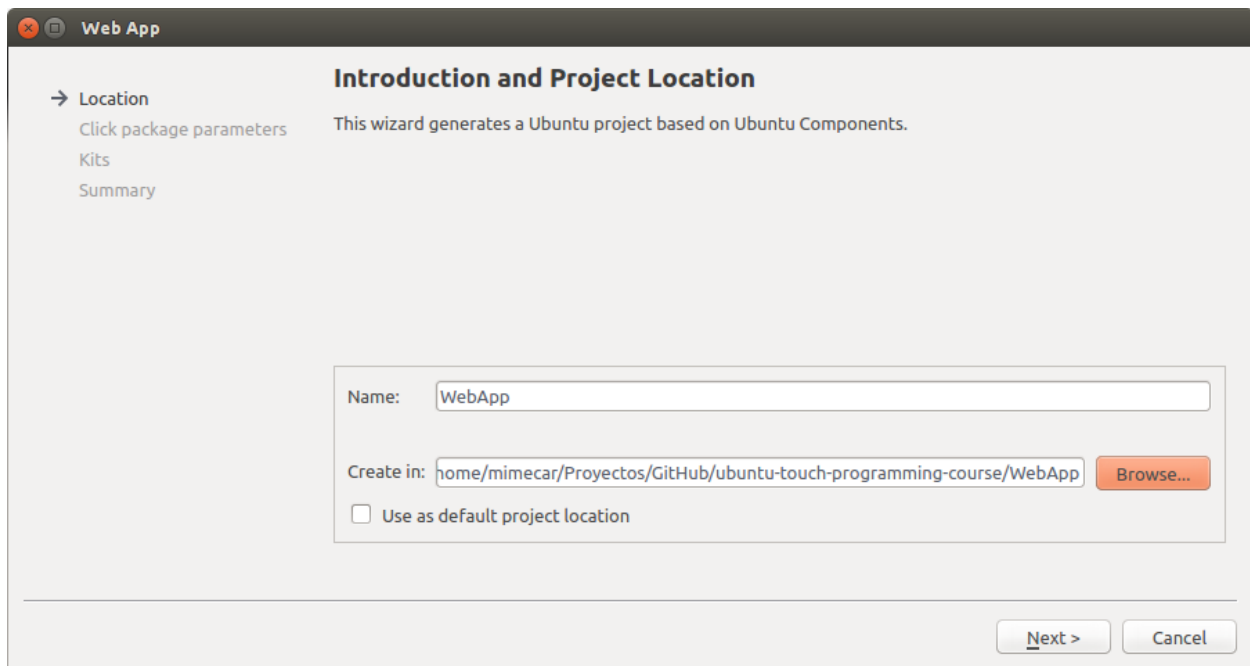 Web App
Location
Click package parameters
Kits
Summary
Introduction and Project Location
This wizard generates a Ubuntu project based on Ubuntu Components.
Name: WebApp
Create in: home/mimecar/Proyectos/GitHub/ubuntu-touch-programming-course/WebApp Browse...
Use as default project location
Next > Cancel